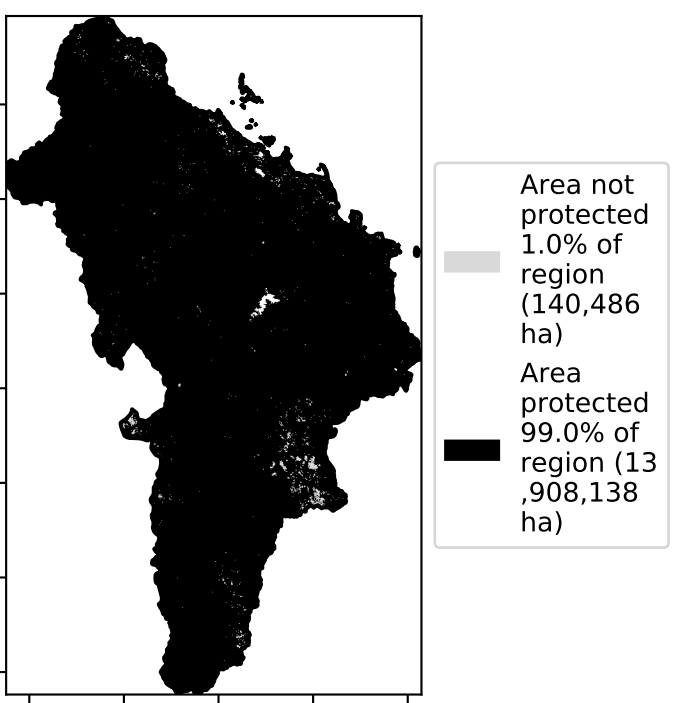 Area not
protected
1.0% of
region
(140,486
ha)
Area
protected
99.0% of
region (13
,908,138
ha)